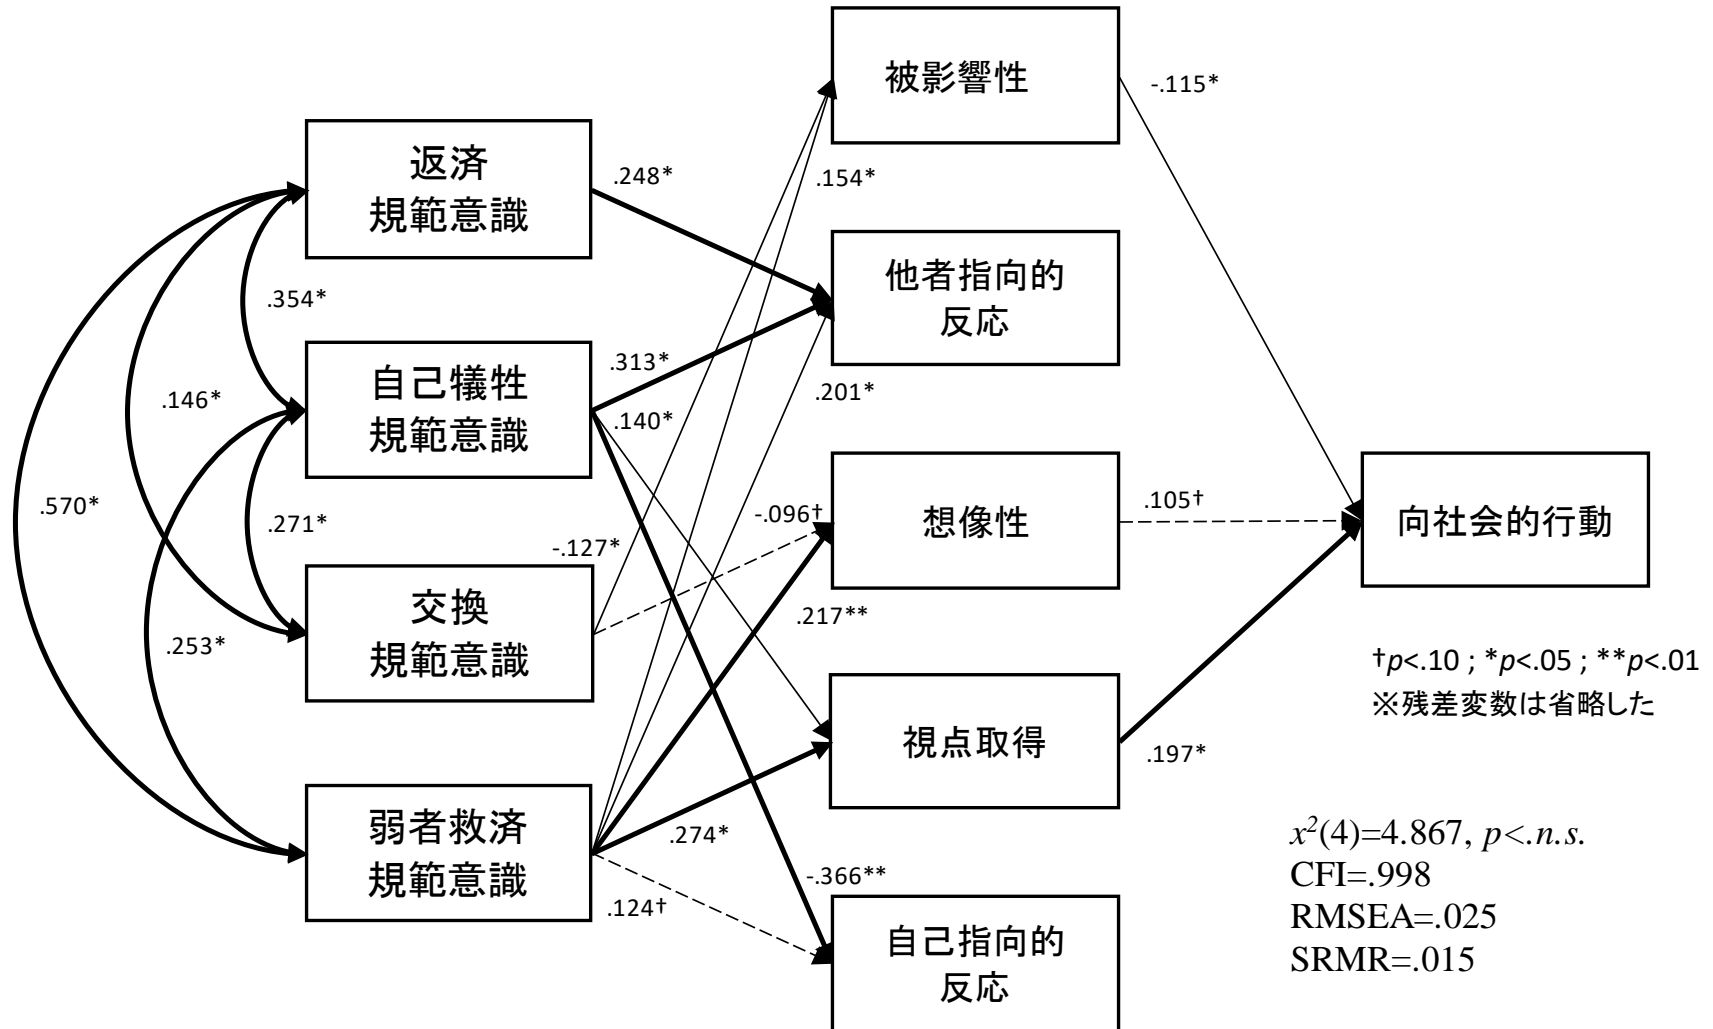 被影響性
-.115*
返済
規範意識
.248*
.154*
他者指向的
反応
.354*
.313*
自己犠牲
規範意識
.146*
.140*
.201*
.570*
.271*
-.127*
-.096†
想像性
.105†
向社会的行動
交換
規範意識
.253*
.217**
†p<.10 ; *p<.05 ; **p<.01
※残差変数は省略した
視点取得
.197*
弱者救済
規範意識
.274*
-.366**
.124†
自己指向的
反応
x²(4)=4.867, p<.n.s.
CFI=.998
RMSEA=.025
SRMR=.015